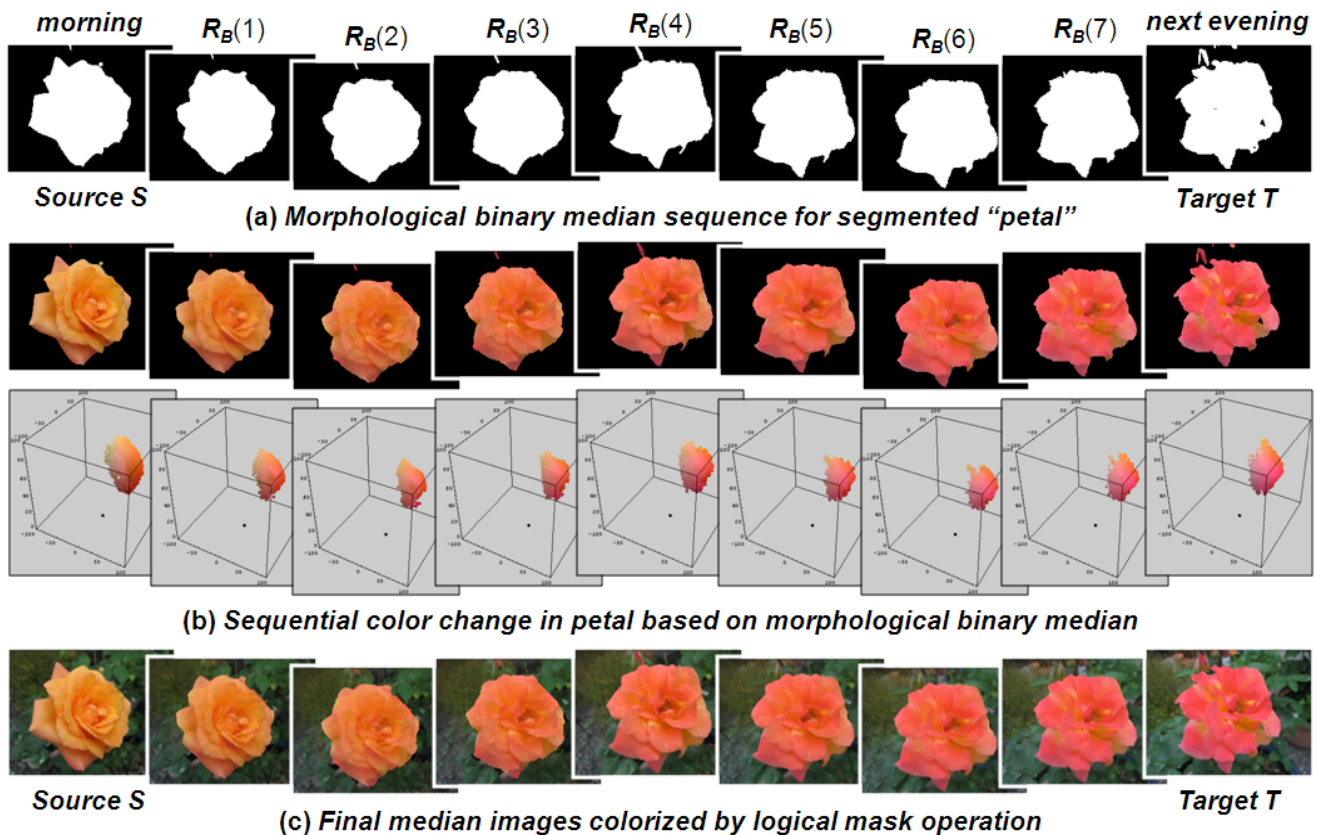 morning R_B(1) R_B(2) R_B(3) R_B(4) R_B(5) R_B(6) R_B(7) next evening
Source S Target T
(a) Morphological binary median sequence for segmented “petal”
(b) Sequential color change in petal based on morphological binary median
Source S Target T
(c) Final median images colorized by logical mask operation